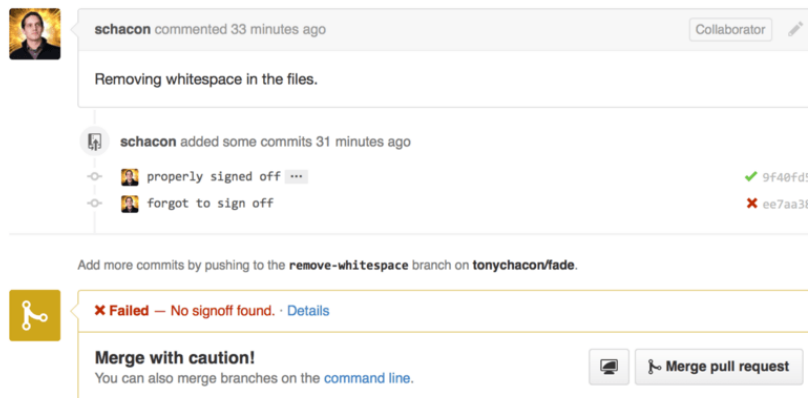 schacon commented 33 minutes ago Collaborator
Removing whitespace in the files.
schacon added some commits 31 minutes ago
properly signed off ... 9f40fd5
forgot to sign off ee7aa38
Add more commits by pushing to the remove-whitespace branch on tonychacon/fade.
Failed — No signoff found. · Details
Merge with caution!
You can also merge branches on the command line.
Merge pull request